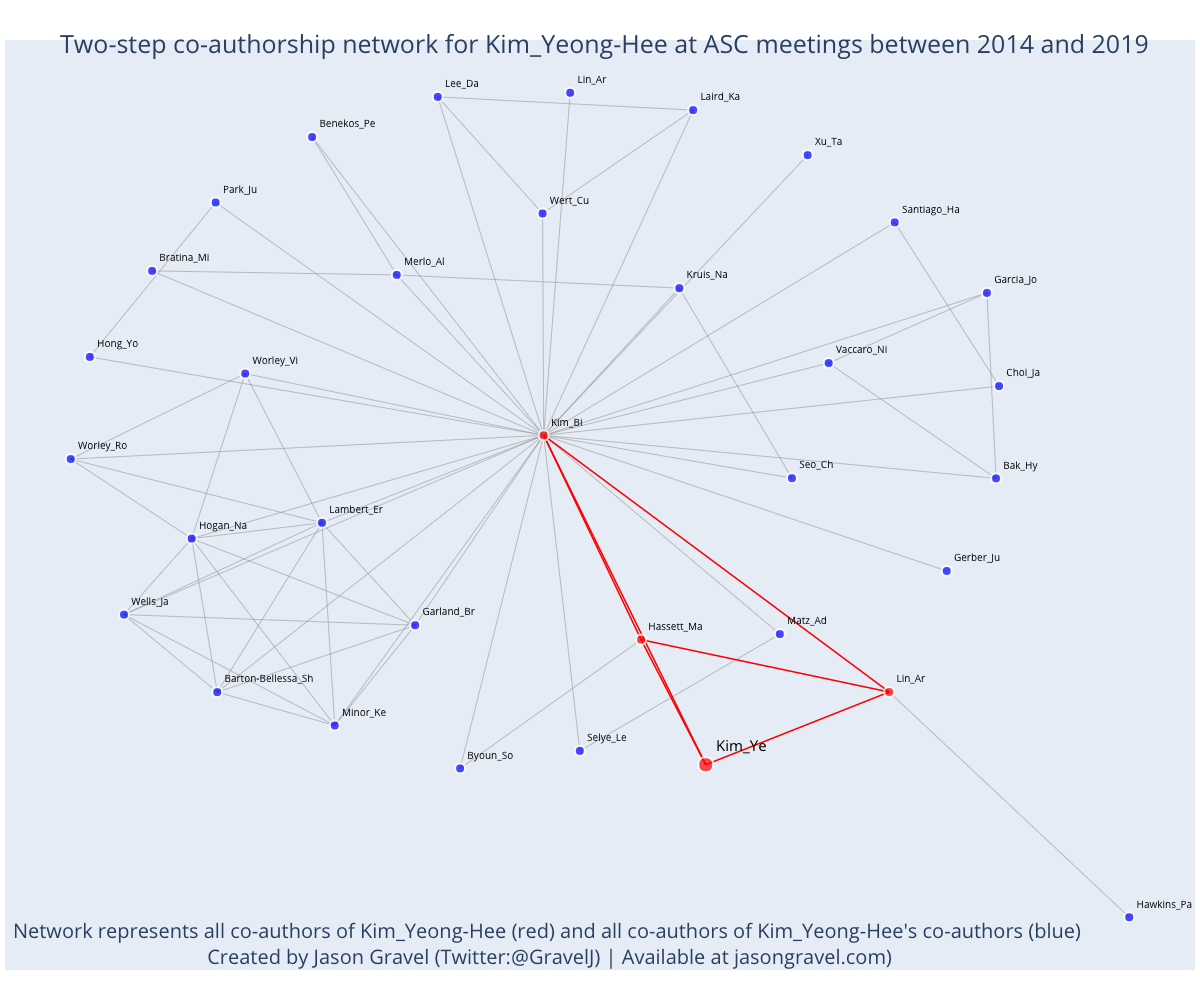 Two-step co-authorship network for Kim_Yeong-Hee at ASC meetings between 2014 and 2019
Lee_Da
Lin_Ar
Laird_Ka
Benekos_Pe
Xu_Ta
Park_Ju
Wert_Cu
Santiago_Ha
Bratina_Mi
Merlo_Al
Kruis_Na
Garcia_Jo
Hong_Yo
Worley_Vi
Vaccaro_Ni
Choi_Ja
Kim_Bi
Worley_Ro
Seo_Ch
Bak_Hy
Hogan_Na
Lambert_Er
Gerber_Ju
Wells_Ja
Garland_Br
Hassett_Ma
Matz_Ad
Barton-Bellessa_Sh
Lin_Ar
Minor_Ke
Selye_Le
Kim_Ye
Byoun_So
Hawkins_Pa
Network represents all co-authors of Kim_Yeong-Hee (red) and all co-authors of Kim_Yeong-Hee's co-authors (blue)
Created by Jason Gravel (Twitter:@GravelJ) | Available at jasongravel.com)